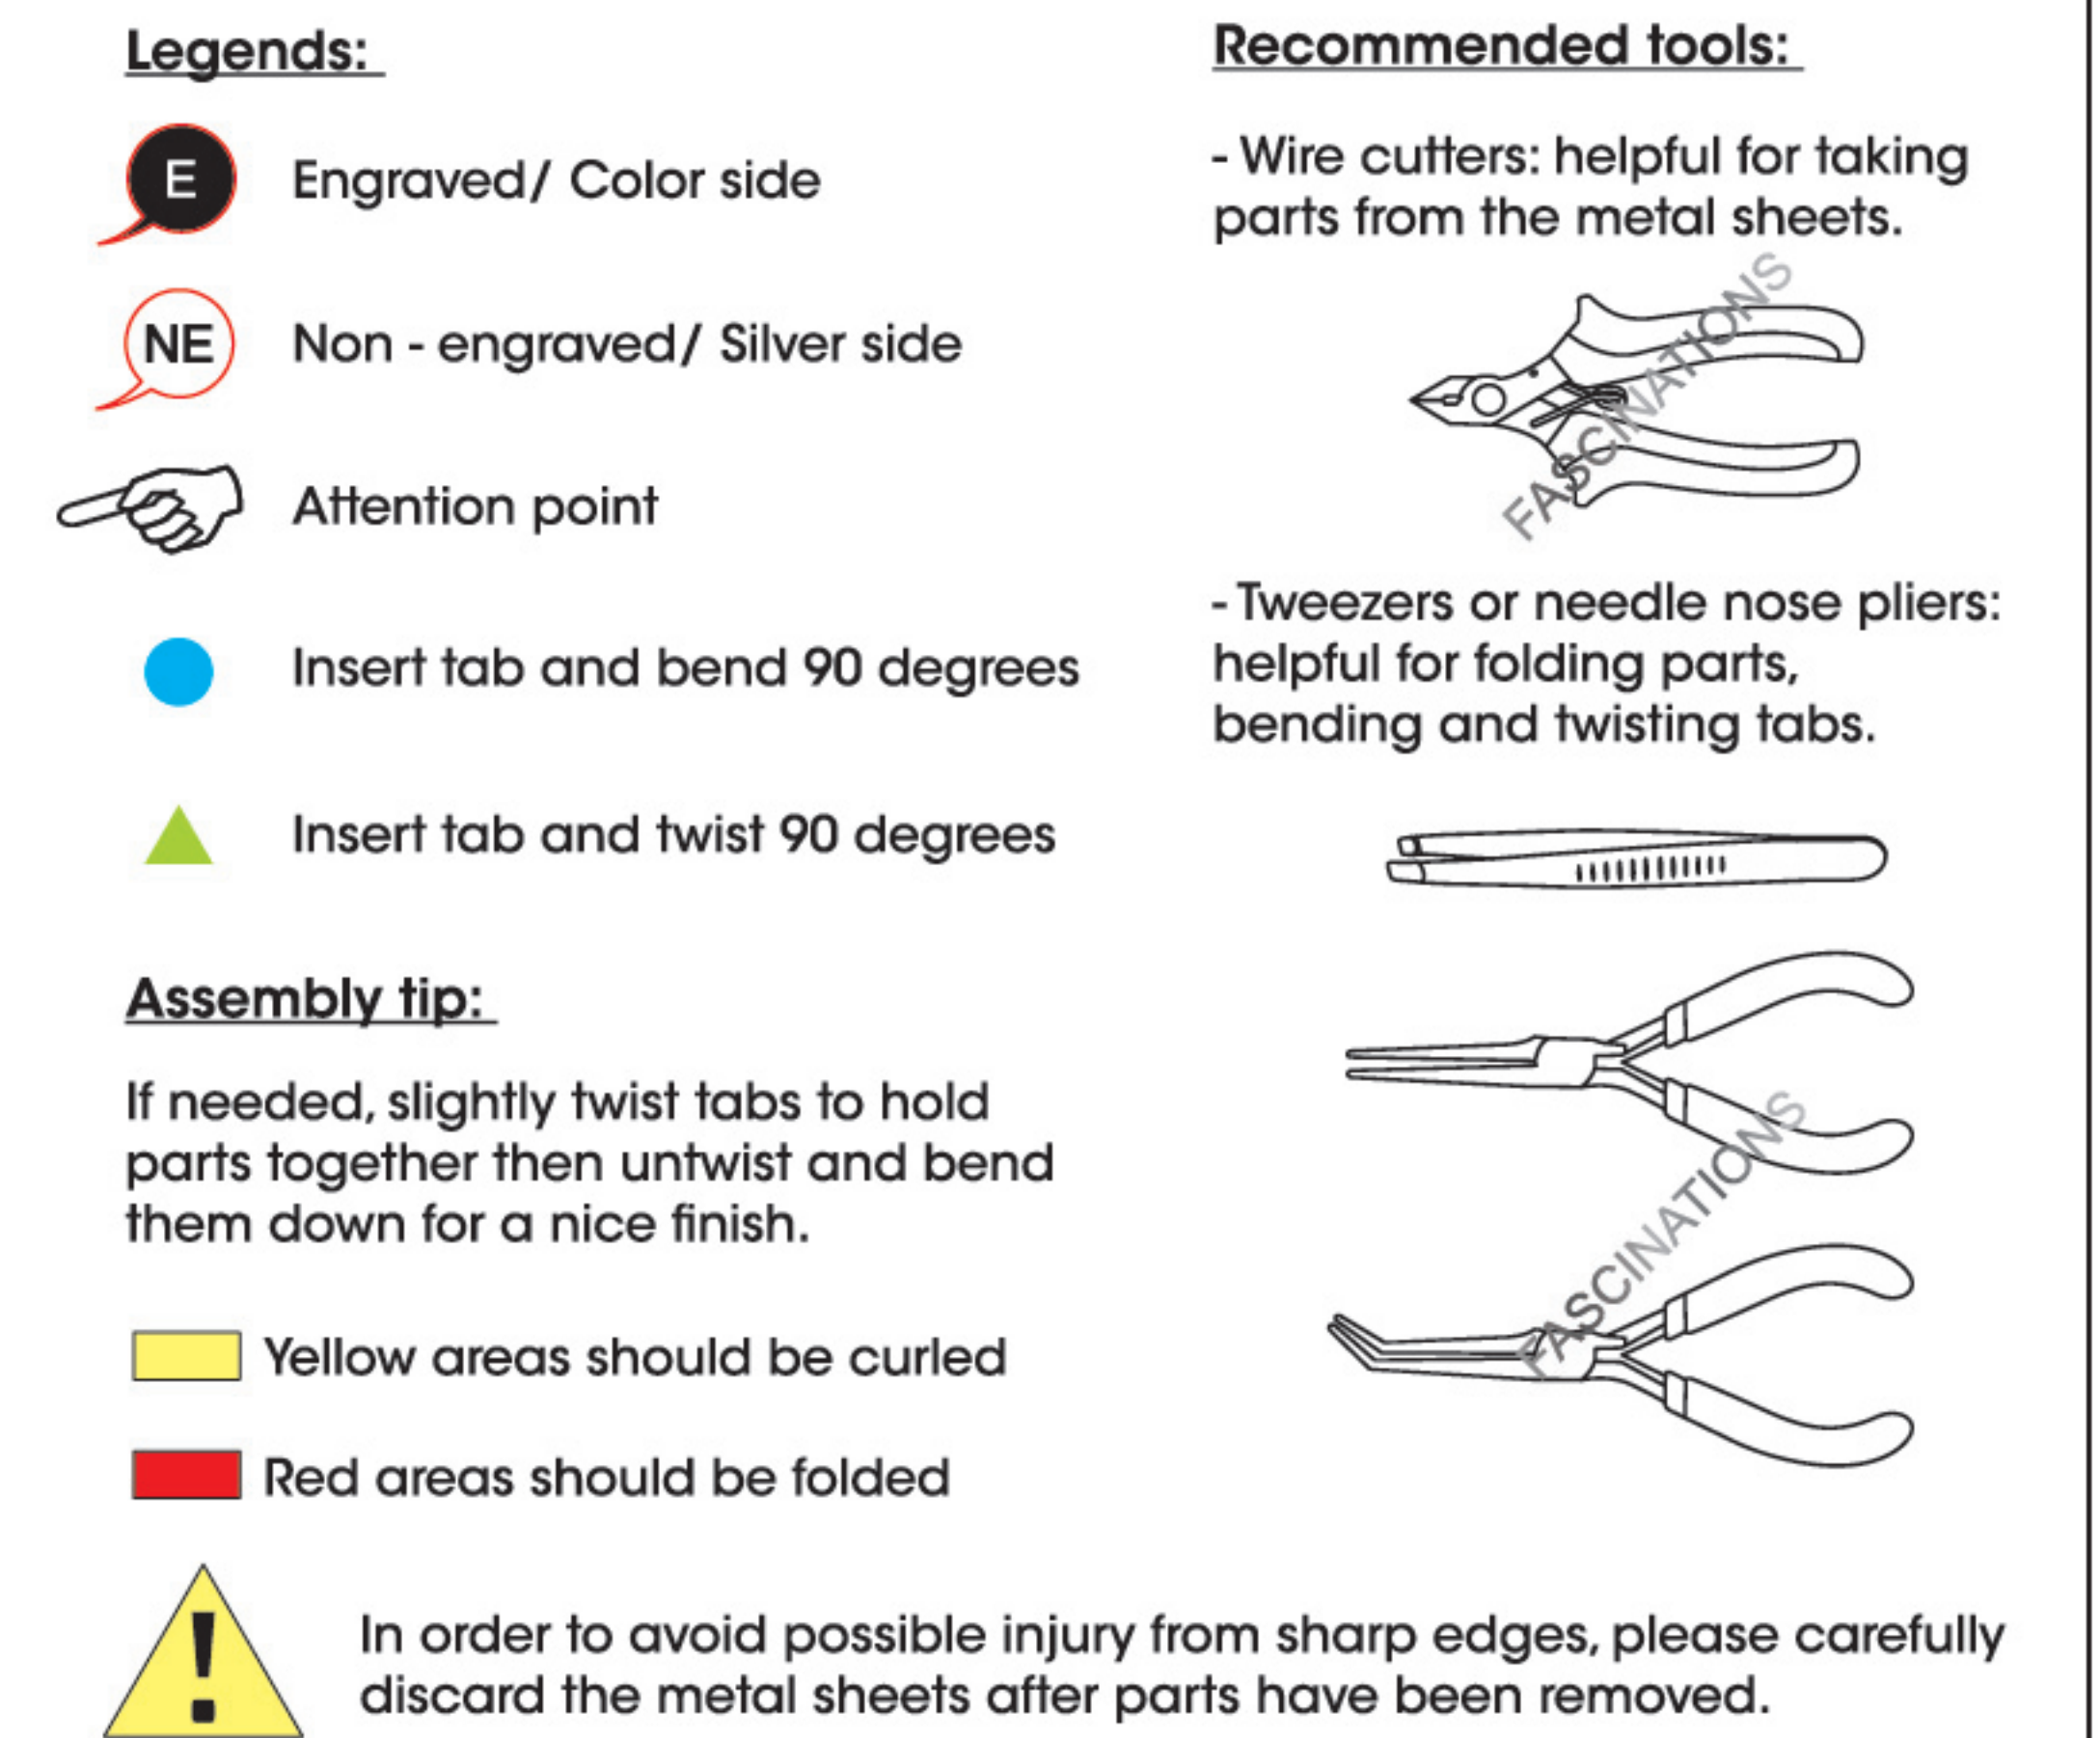 Legends:
E
Engraved/ Color side
NE
Non - engraved/ Silver side
Attention point
Insert tab and bend 90 degrees
Insert tab and twist 90 degrees
Assembly tip:
If needed, slightly twist tabs to hold
parts together then untwist and bend
them down for a nice finish.
Yellow areas should be curled
Red areas should be folded
Recommended tools:
- Wire cutters: helpful for taking
parts from the metal sheets.
FASCINATIONS
- Tweezers or needle nose pliers:
helpful for folding parts,
bending and twisting tabs.
FASCINATIONS
!
In order to avoid possible injury from sharp edges, please carefully
discard the metal sheets after parts have been removed.